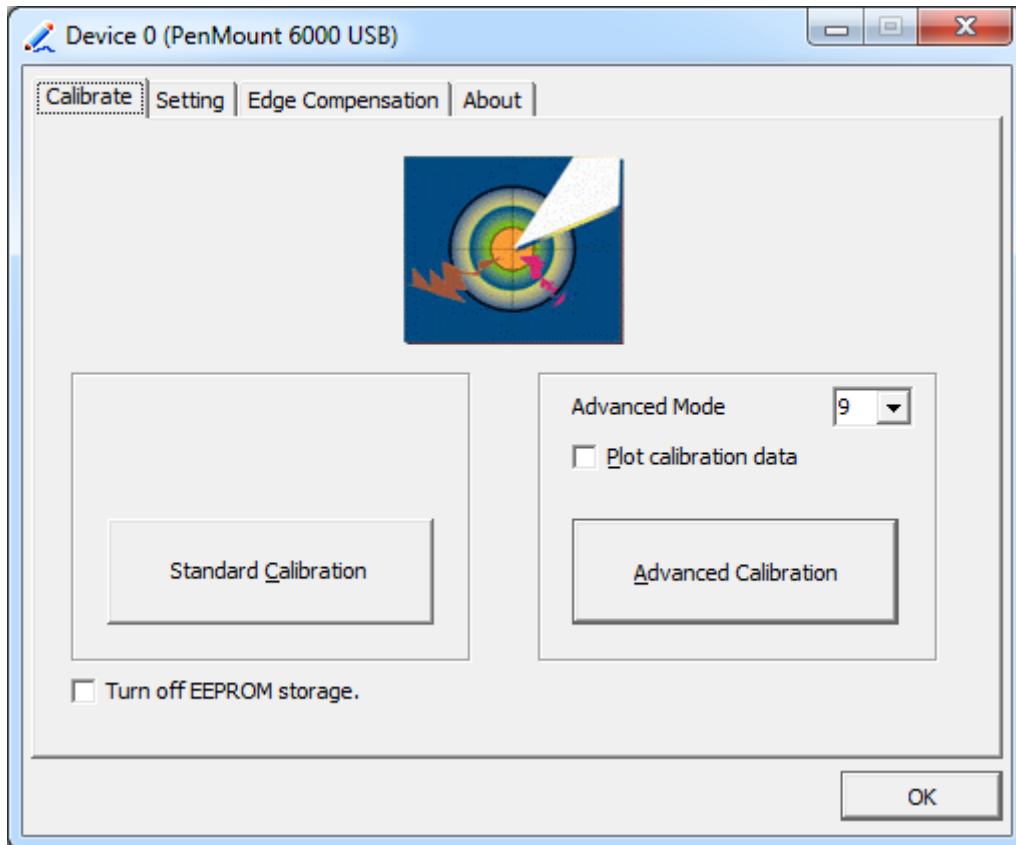 Device 0 (PenMount 6000 USB)
Calibrate Setting Edge Compensation About
Advanced Mode 9
Plot calibration data
Standard Calibration
Advanced Calibration
Turn off EEPROM storage.
OK